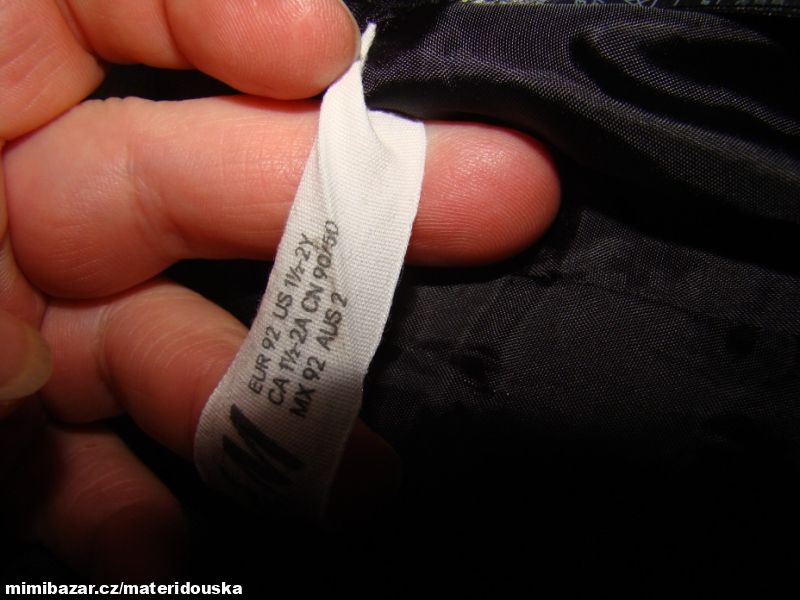 EUR 92 US 1½-2Y
CA 1½-2A CN 90/50
MX 92 AUS 2
mimibazar.cz/materidouska